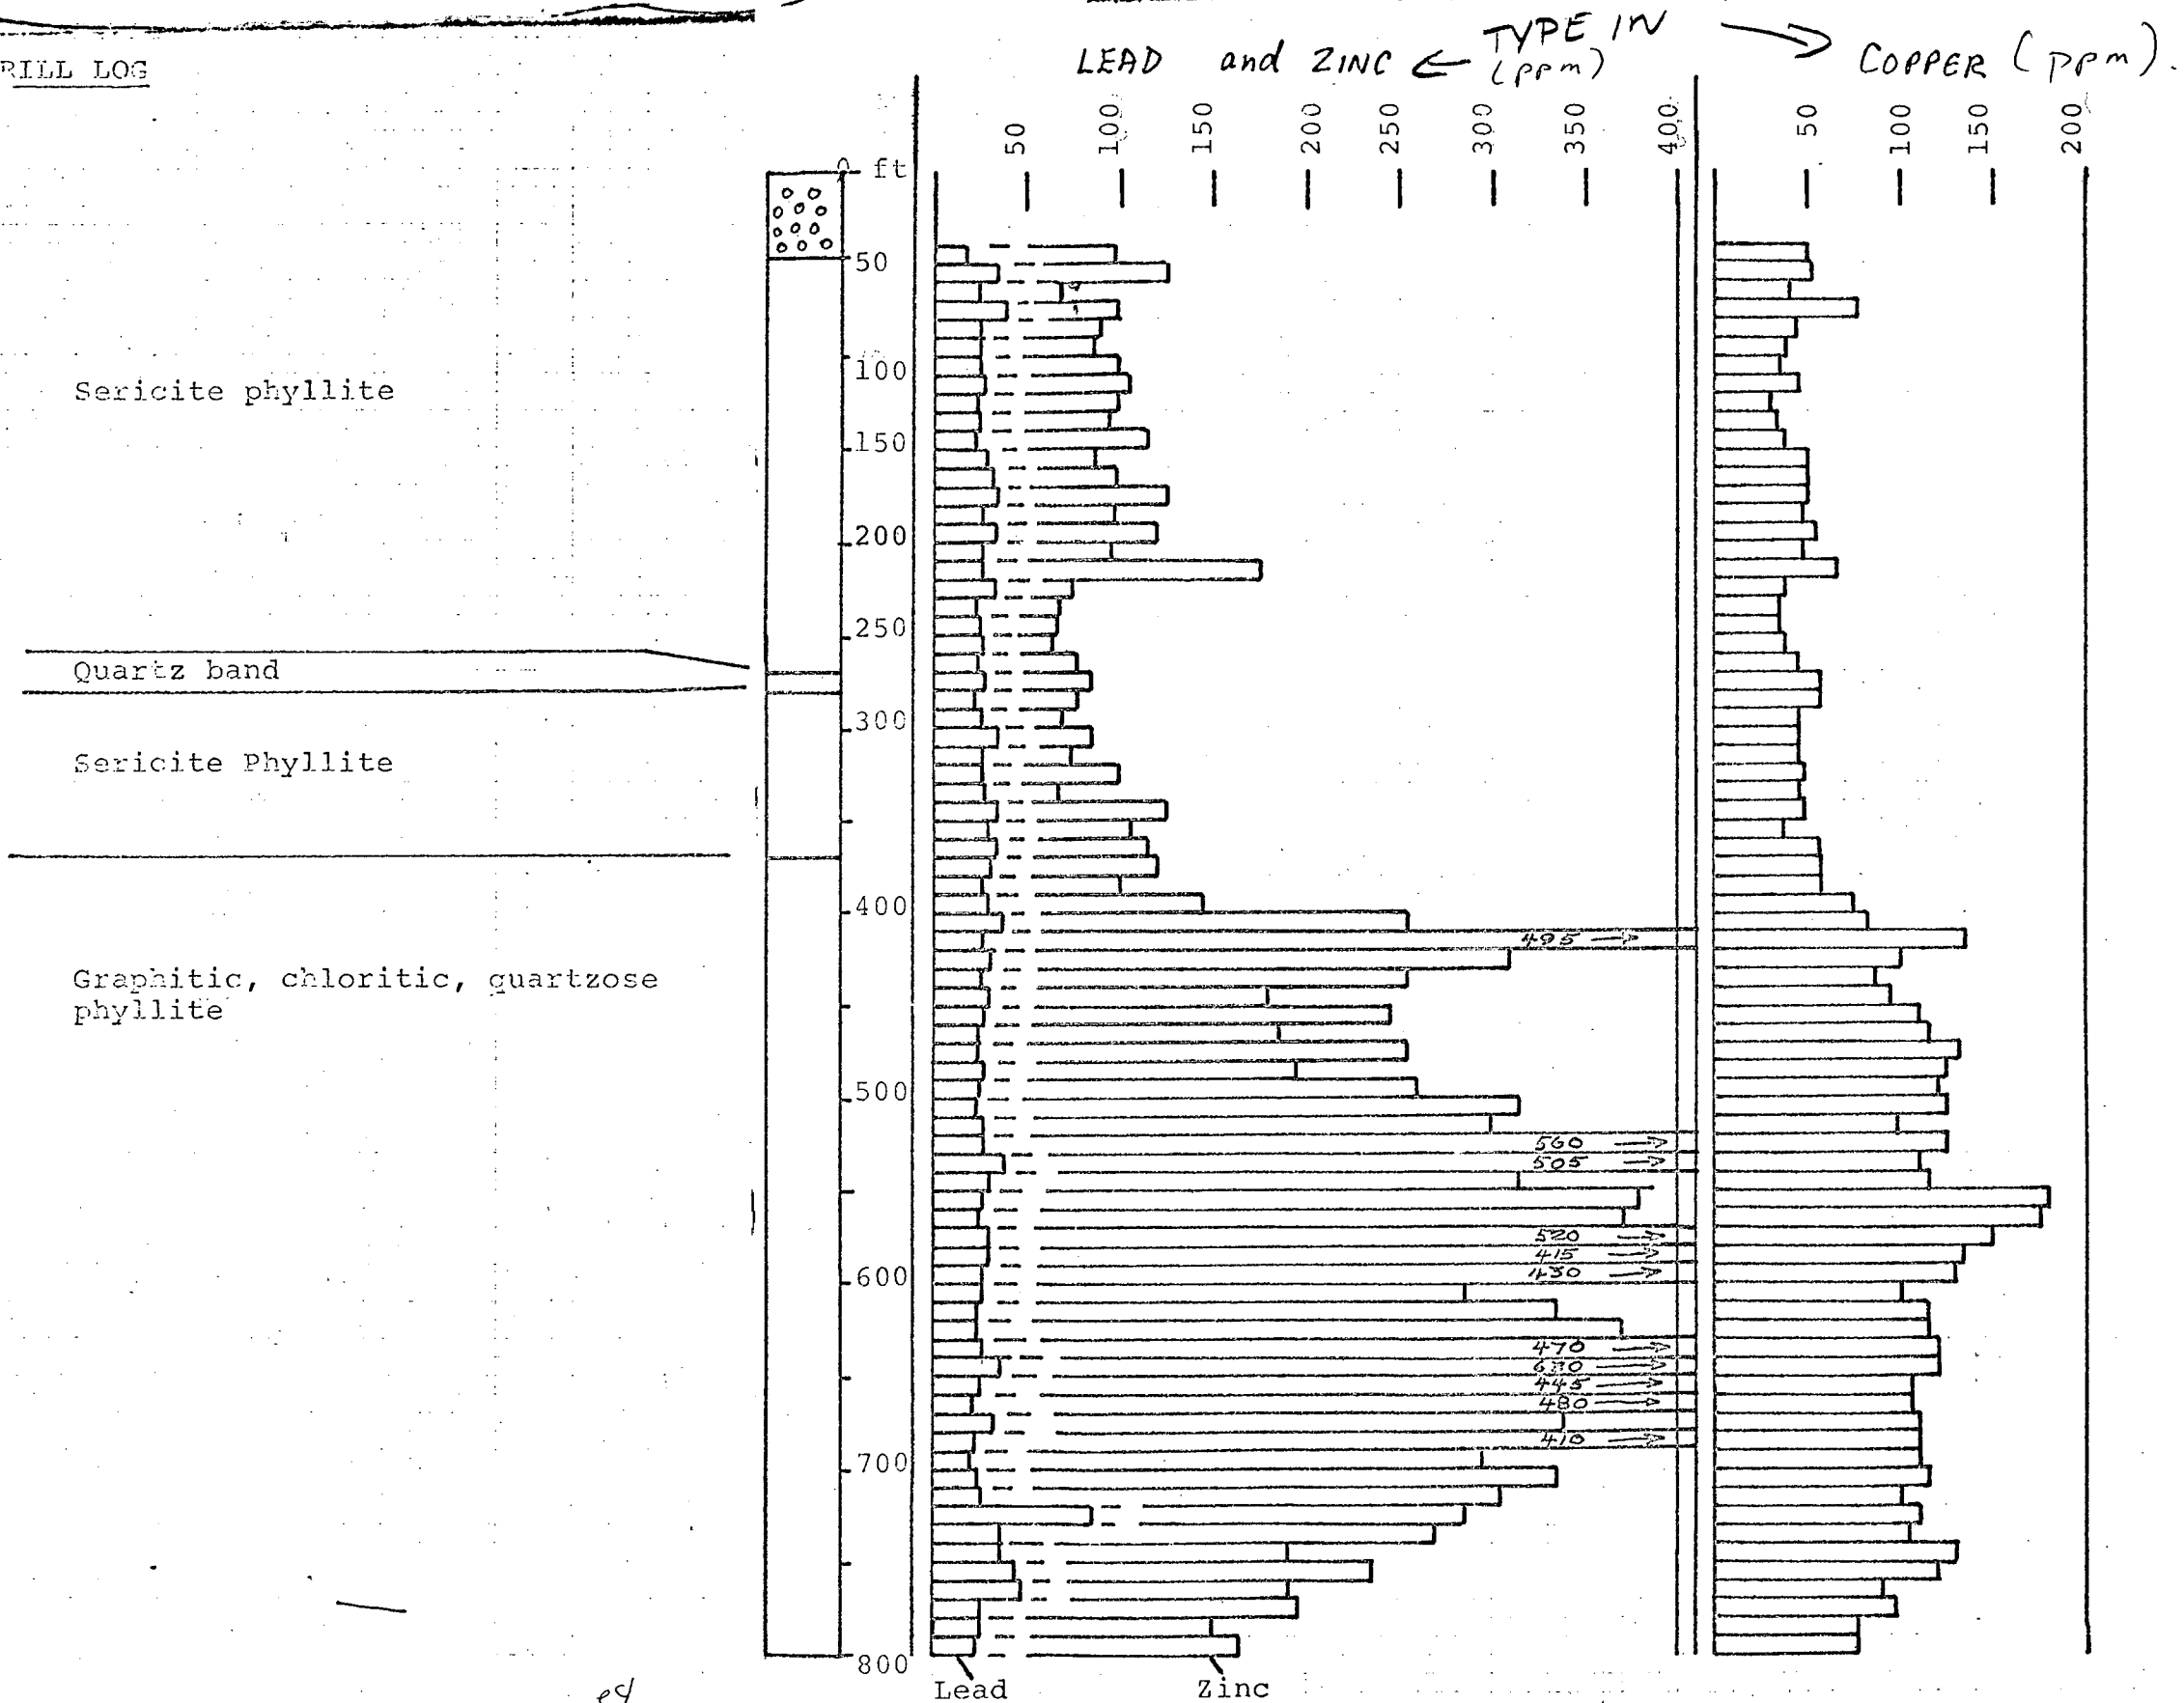 TYPE IN
LEAD and ZINC ← (ppm) → COPPER (ppm).
RILL LOG
50 100 150 200 250 300 350 400 50 100 150 200
0 ft
50
100
Sericite phyllite
150
200
250
Quartz band
300
Sericite Phyllite
400
495 →
Graphitic, chloritic, quartzose
phyllite
500
560 →
505 →
520 →
415 →
430 →
600
470 →
→
445 →
480 →
410 →
700
800
Lead Zinc